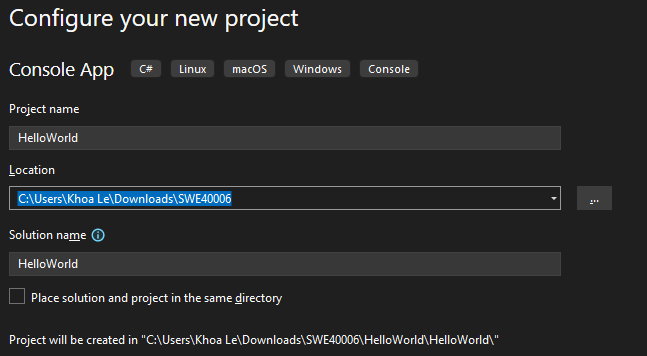 Configure your new project
Console App C# Linux macOS Windows Console
Project name
HelloWorld
Location
C:\Users\Khoa Le\Downloads\SWE40006
...
Solution name
HelloWorld
Place solution and project in the same directory
Project will be created in "C:\Users\Khoa Le\Downloads\SWE40006\HelloWorld\HelloWorld\"